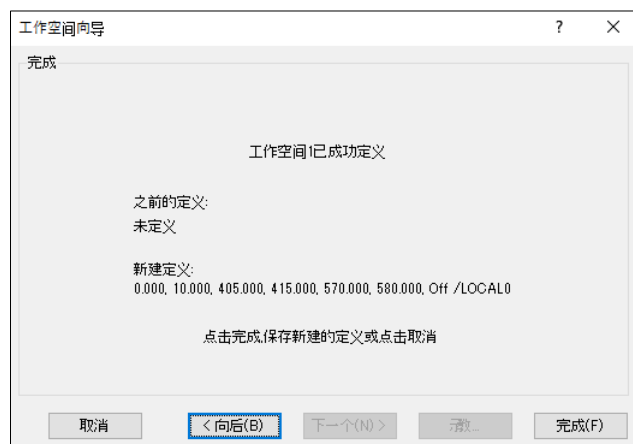 工作空间向导
?
完成
工作空间1已成功定义
之前的定义:
未定义
新建定义:
0.000, 10.000, 405.000, 415.000, 570.000, 580.000, Off /LOCAL0
点击完成,保存新建的定义或点击取消
取消
< 向后(B)
下一个(N) >
示教...
完成(F)